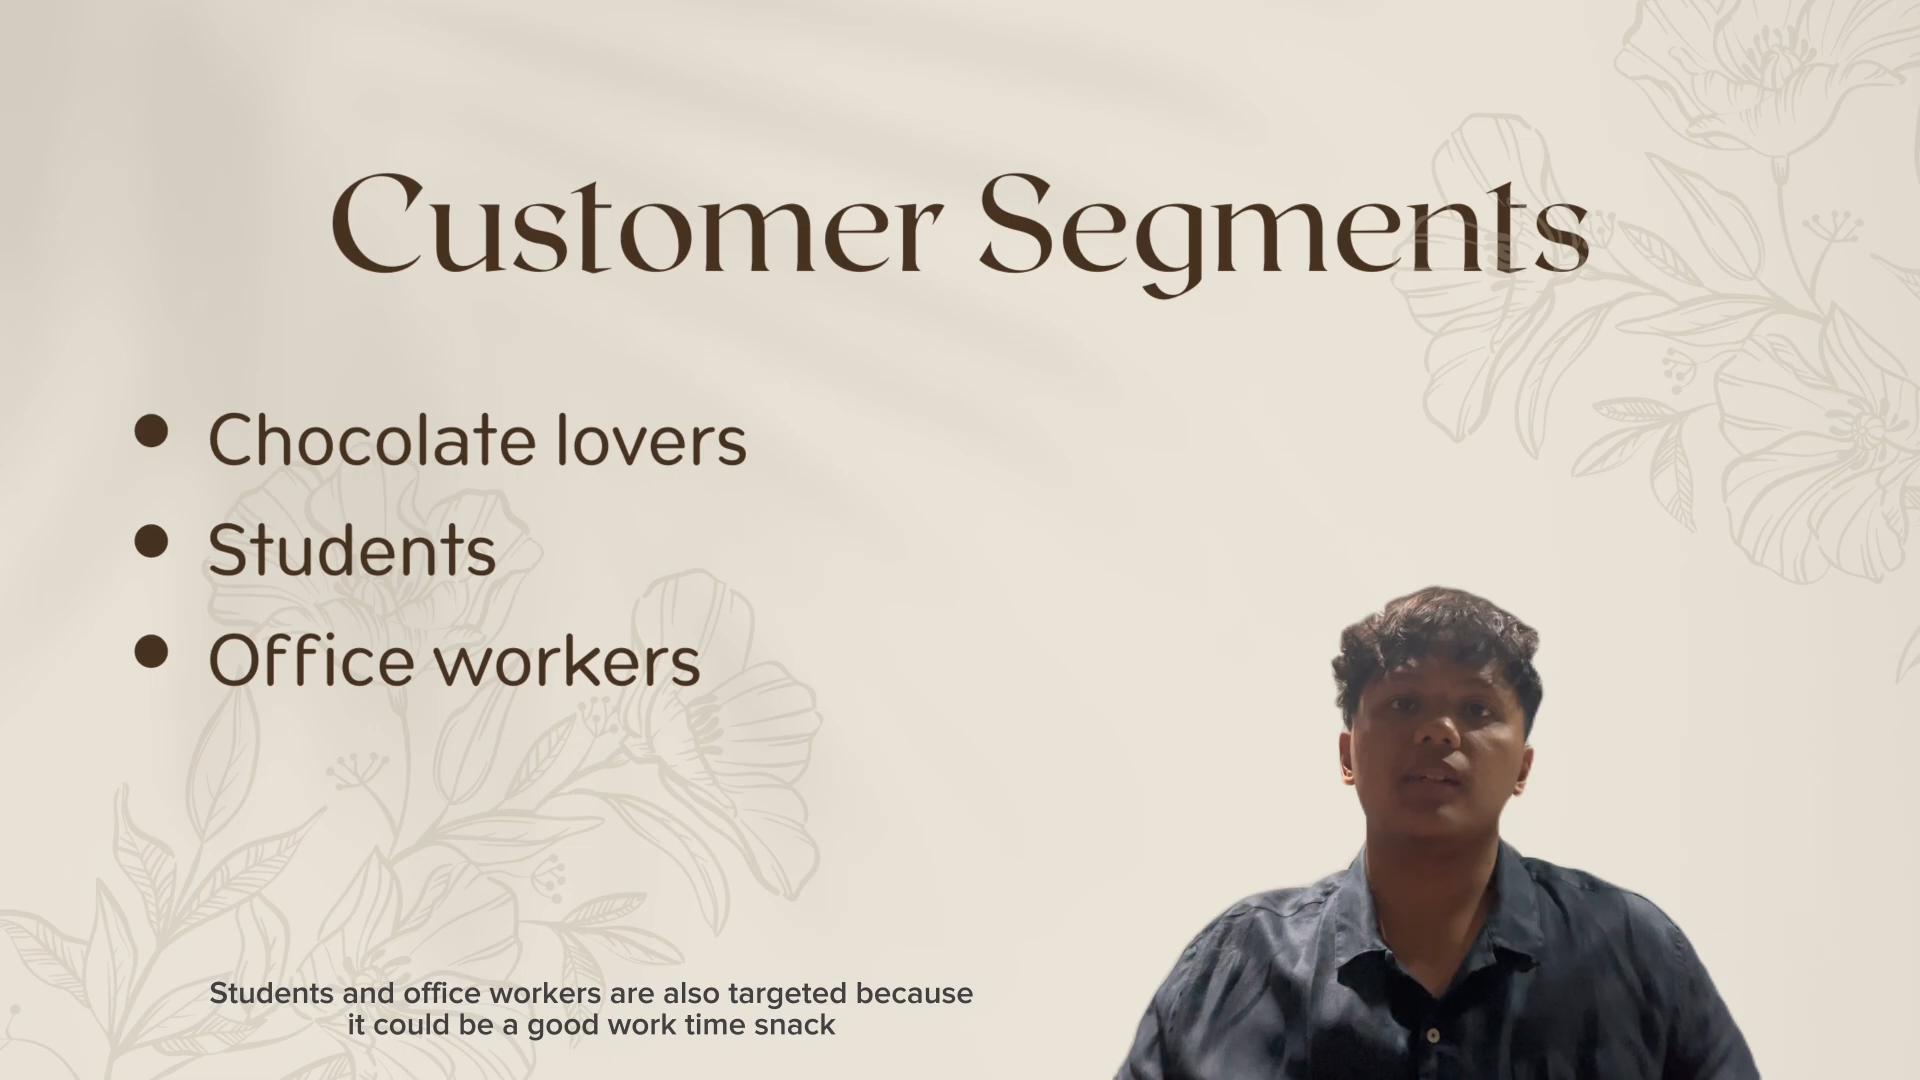 Customer Segments
Chocolate lovers
Students
Office workers
Students and office workers are also targeted because
it could be a good work time snack